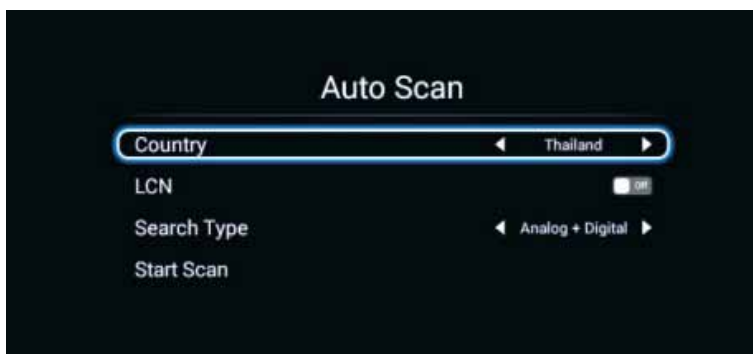 Auto Scan
Country Thailand
LCN Off
Search Type Analog + Digital
Start Scan